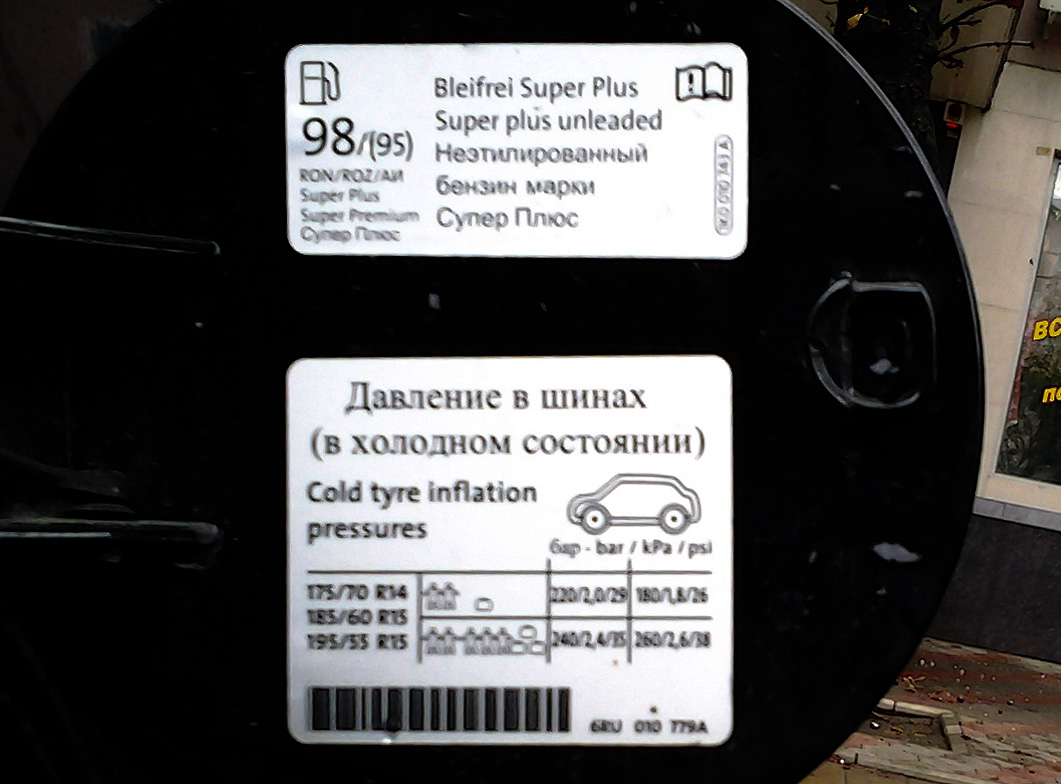 98/(95)
RON/ROZ/АИ
Super Plus
Super Premium
Супер Плюс
Bleifrei Super Plus
Super plus unleaded
Неэтилированный
бензин марки
Супер Плюс
Давление в шинах
(в холодном состоянии)
Cold tyre inflation
pressures
бар - bar / kPa / psi
175/70 R14
185/60 R15
195/55 R15
220/2,0/29 180/1,8/26
240/2,4/35 260/2,6/38
6RU 010 779A
ВС